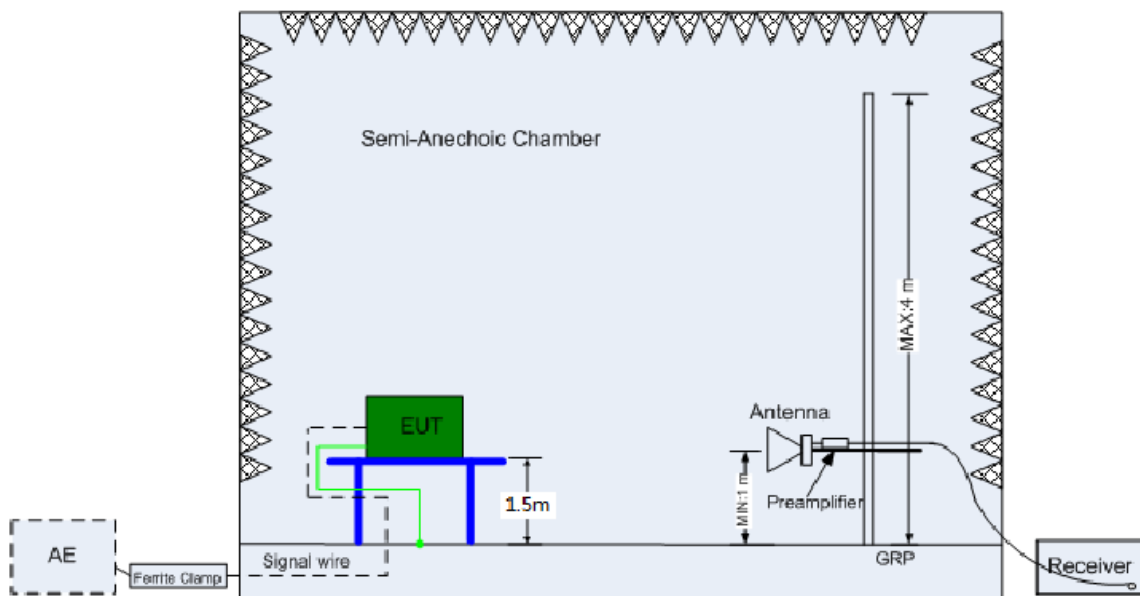 Semi-Anechoic Chamber
MAX:4 m
EUT
Antenna
Preamplifier
MIN:1 m
1.5m
AE
Ferrite Clamp
Signal wire
GRP
Receiver